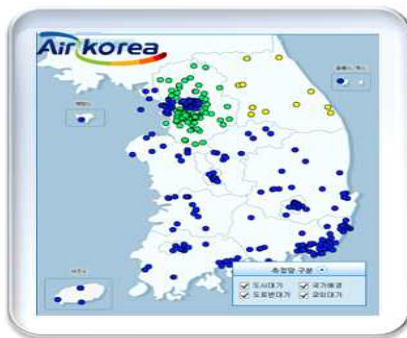 Air korea
측정망 구분
도시대기
국가배경
도로변대기
교외대기